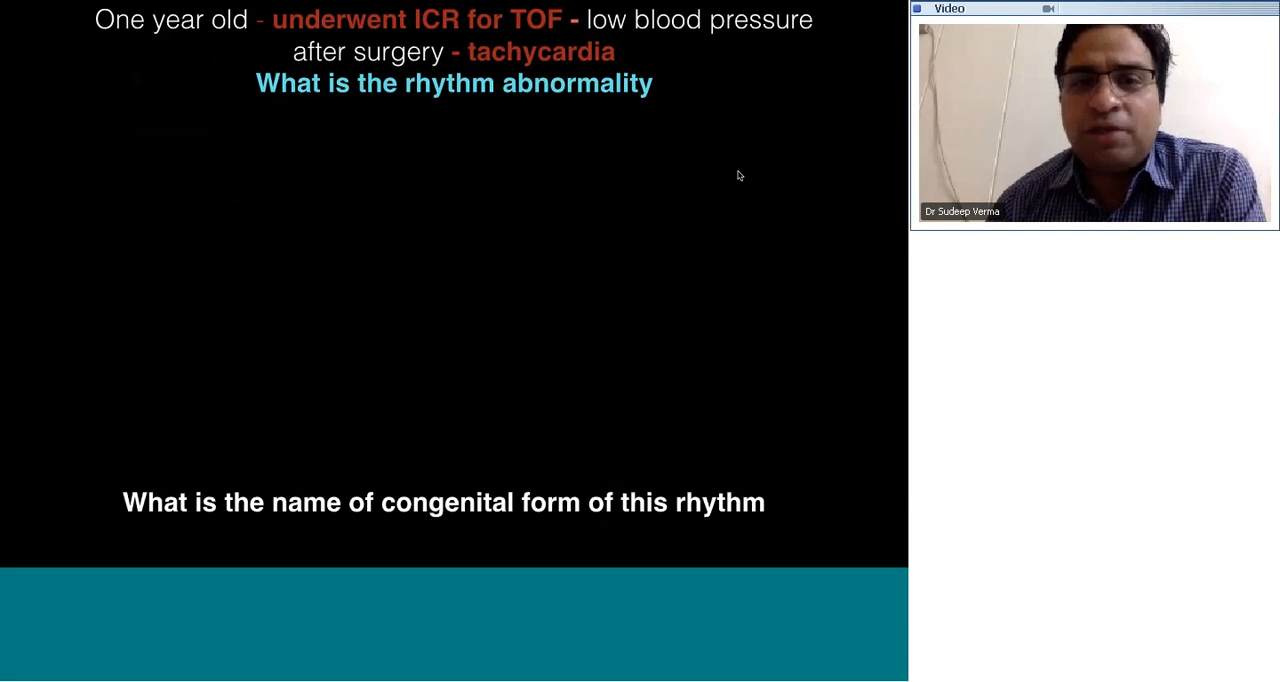 One year old - underwent ICR for TOF - low blood pressure
after surgery - tachycardia
What is the rhythm abnormality
What is the name of congenital form of this rhythm
Video
Dr Sudeep Verma